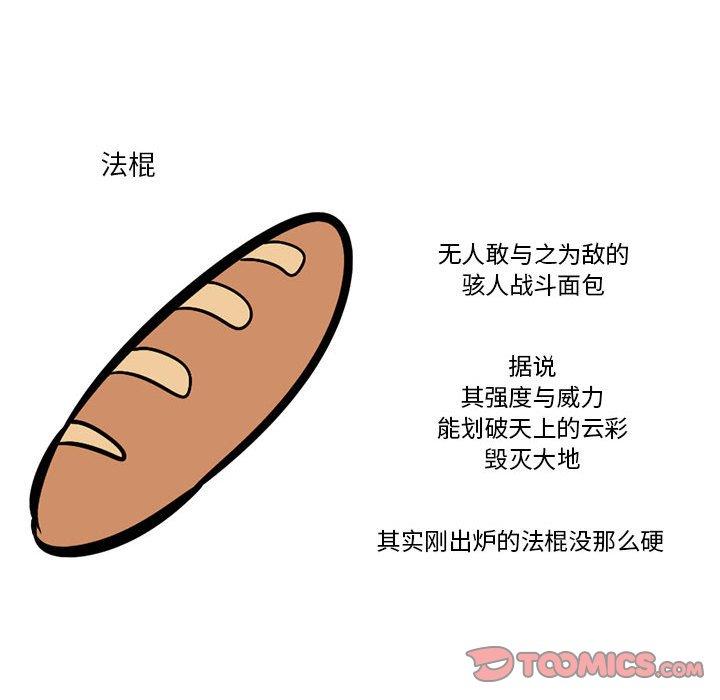 法棍
无人敢与之为敌的
骇人战斗面包
据说
其强度与威力
能划破天上的云彩
毁灭大地
其实刚出炉的法棍没那么硬
TOOMICS.com